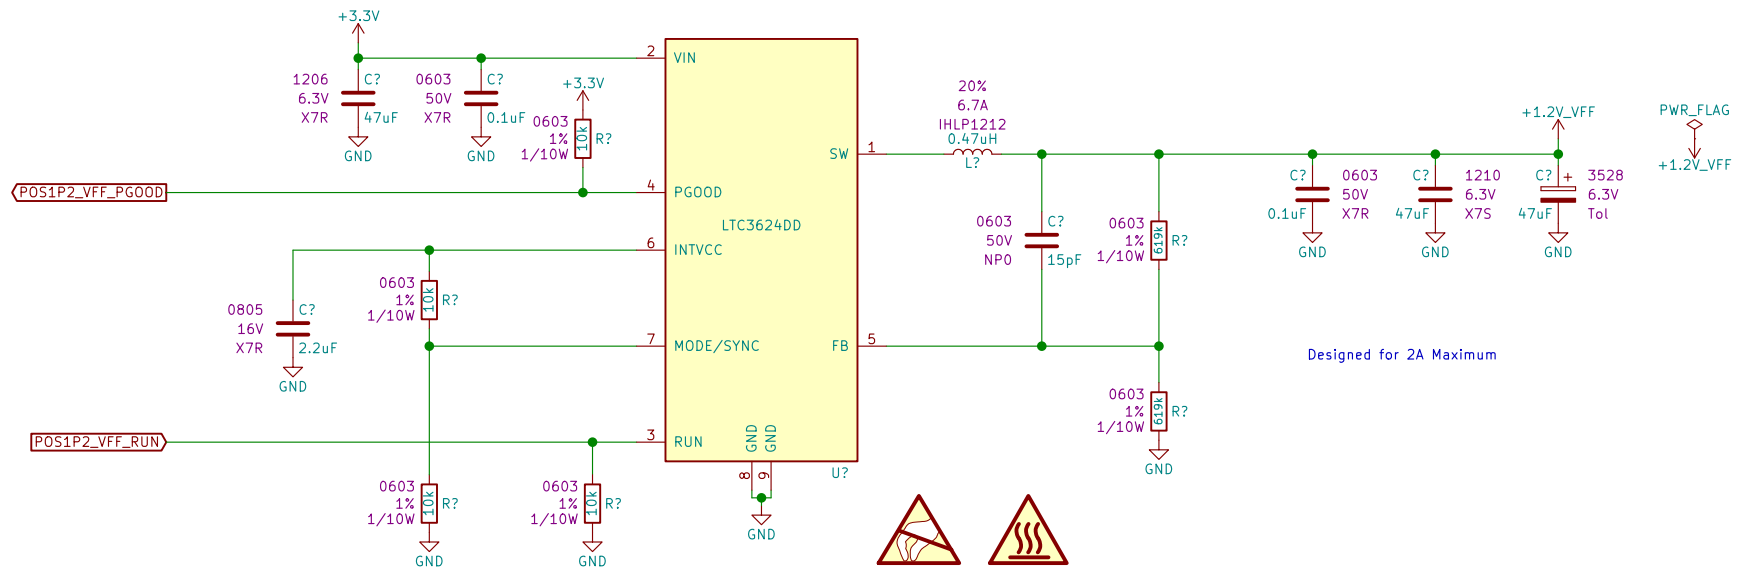 +3.3V
1206
6.3V
X7R
C?
47uF
GND
0603
50V
X7R
C?
0.1uF
GND
+3.3V
0603
1%
1/10W
10k
R?
POS1P2_VFF_PGOOD
0805
16V
X7R
C?
2.2uF
GND
0603
1%
1/10W
10k
R?
POS1P2_VFF_RUN
0603
1%
1/10W
10k
R?
GND
0603
1%
1/10W
10k
R?
GND
2
VIN
4
PGOOD
6
INTVCC
7
MODE/SYNC
3
RUN
LTC3624DD
SW
1
FB
5
GND
GND
8
9
U?
GND
20%
6.7A
IHLP1212
0.47uH
L?
0603
50V
NP0
C?
15pF
0603
1%
1/10W
619k
R?
0603
1%
1/10W
619k
R?
GND
C?
0.1uF
0603
50V
X7R
GND
C?
47uF
1210
6.3V
X7S
GND
+1.2V_VFF
C?
+
47uF
3528
6.3V
Tol
GND
PWR_FLAG
+1.2V_VFF
Designed for 2A Maximum